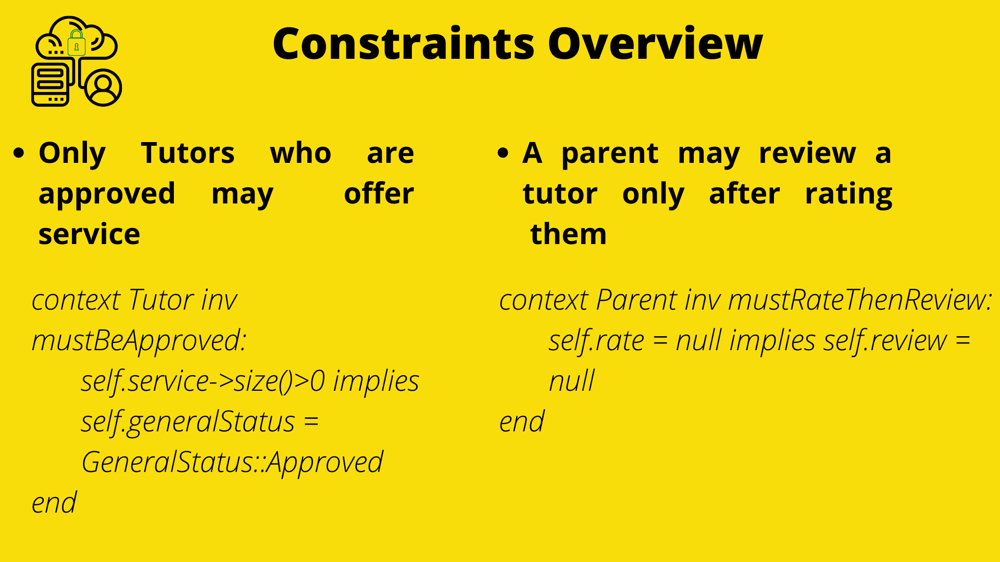 Constraints Overview
• Only Tutors who are
approved may offer
service
context Tutor inv
mustBeApproved:
self.service->size()>0 implies
self.generalStatus =
GeneralStatus::Approved
end
• A parent may review a
tutor only after rating
them
context Parent inv mustRateThenReview:
self.rate = null implies self.review =
null
end